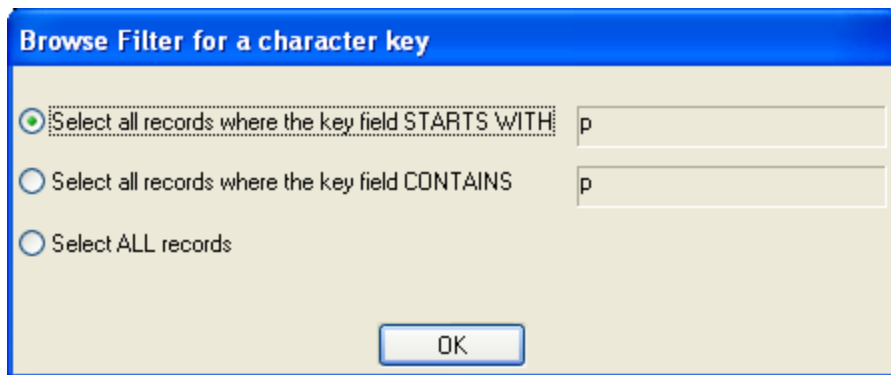 Browse Filter for a character key
Select all records where the key field STARTS WITH p
Select all records where the key field CONTAINS p
Select ALL records
OK